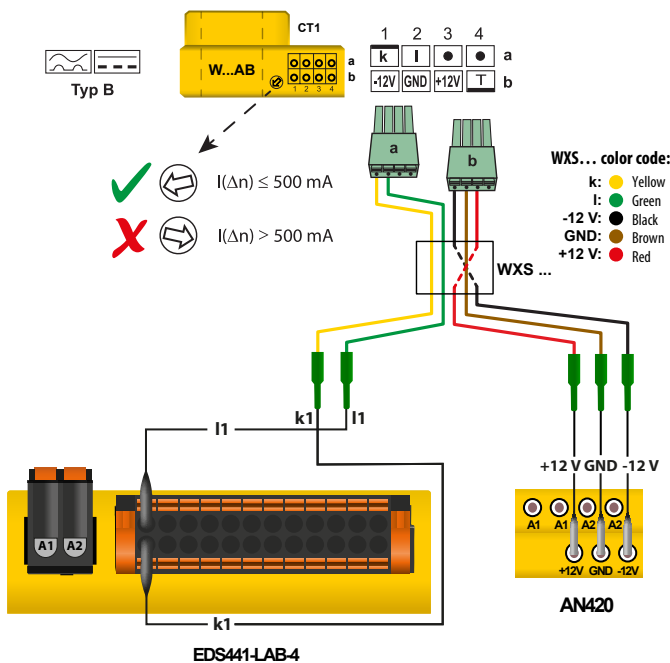 CT1
W...AB
a
b
1 2 3 4
Typ B
1 2 3 4
k l a
-12V GND +12V T b
I(Δn) ≤ 500 mA
I(Δn) > 500 mA
a
b
WXS... color code:
k: Yellow
l: Green
-12 V: Black
GND: Brown
+12 V: Red
WXS ...
k1 l1
l1
+12 V GND -12 V
A1 A2
A1 A1 A2 A2
+12V GND -12V
k1
AN420
EDS441-LAB-4